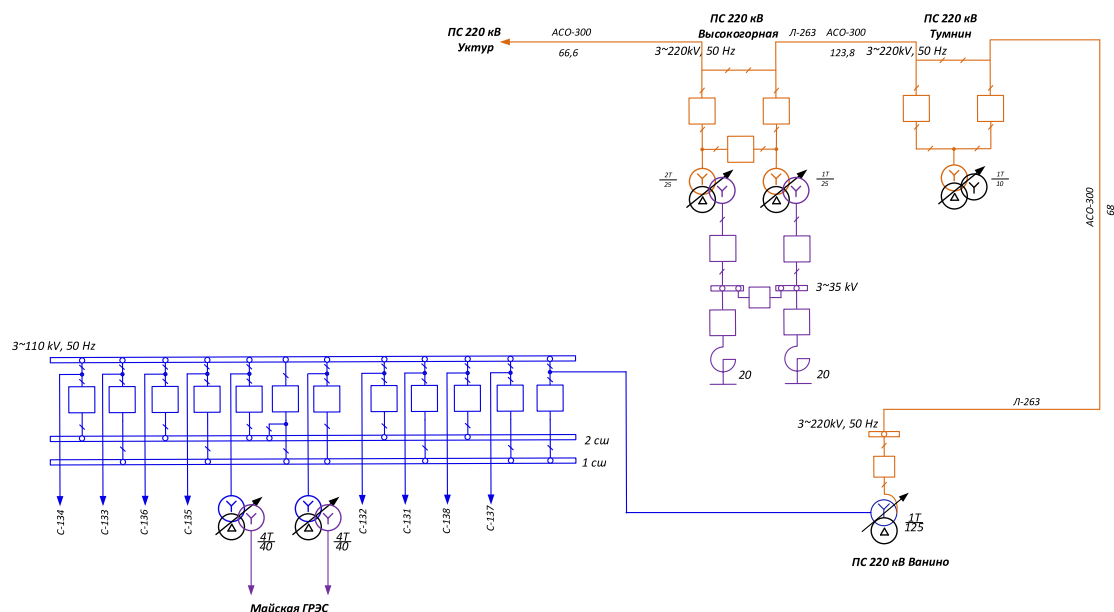 ПС 220 кВ
Уктур
АСО-300
66,6
ПС 220 кВ
Высокогорная
3~220kV, 50 Hz
Л-263
АСО-300
123,8
ПС 220 кВ
Тумнин
3~220kV, 50 Hz
2Т
25
1Т
25
1Т
10
АСО-300
68
3~35 kV
20
20
3~110 kV, 50 Hz
2 сш
1 сш
С-134
С-133
С-136
С-135
4Т
40
4Т
40
С-132
С-131
С-138
С-137
Майская ГРЭС
Л-263
3~220kV, 50 Hz
1Т
125
ПС 220 кВ Ванино